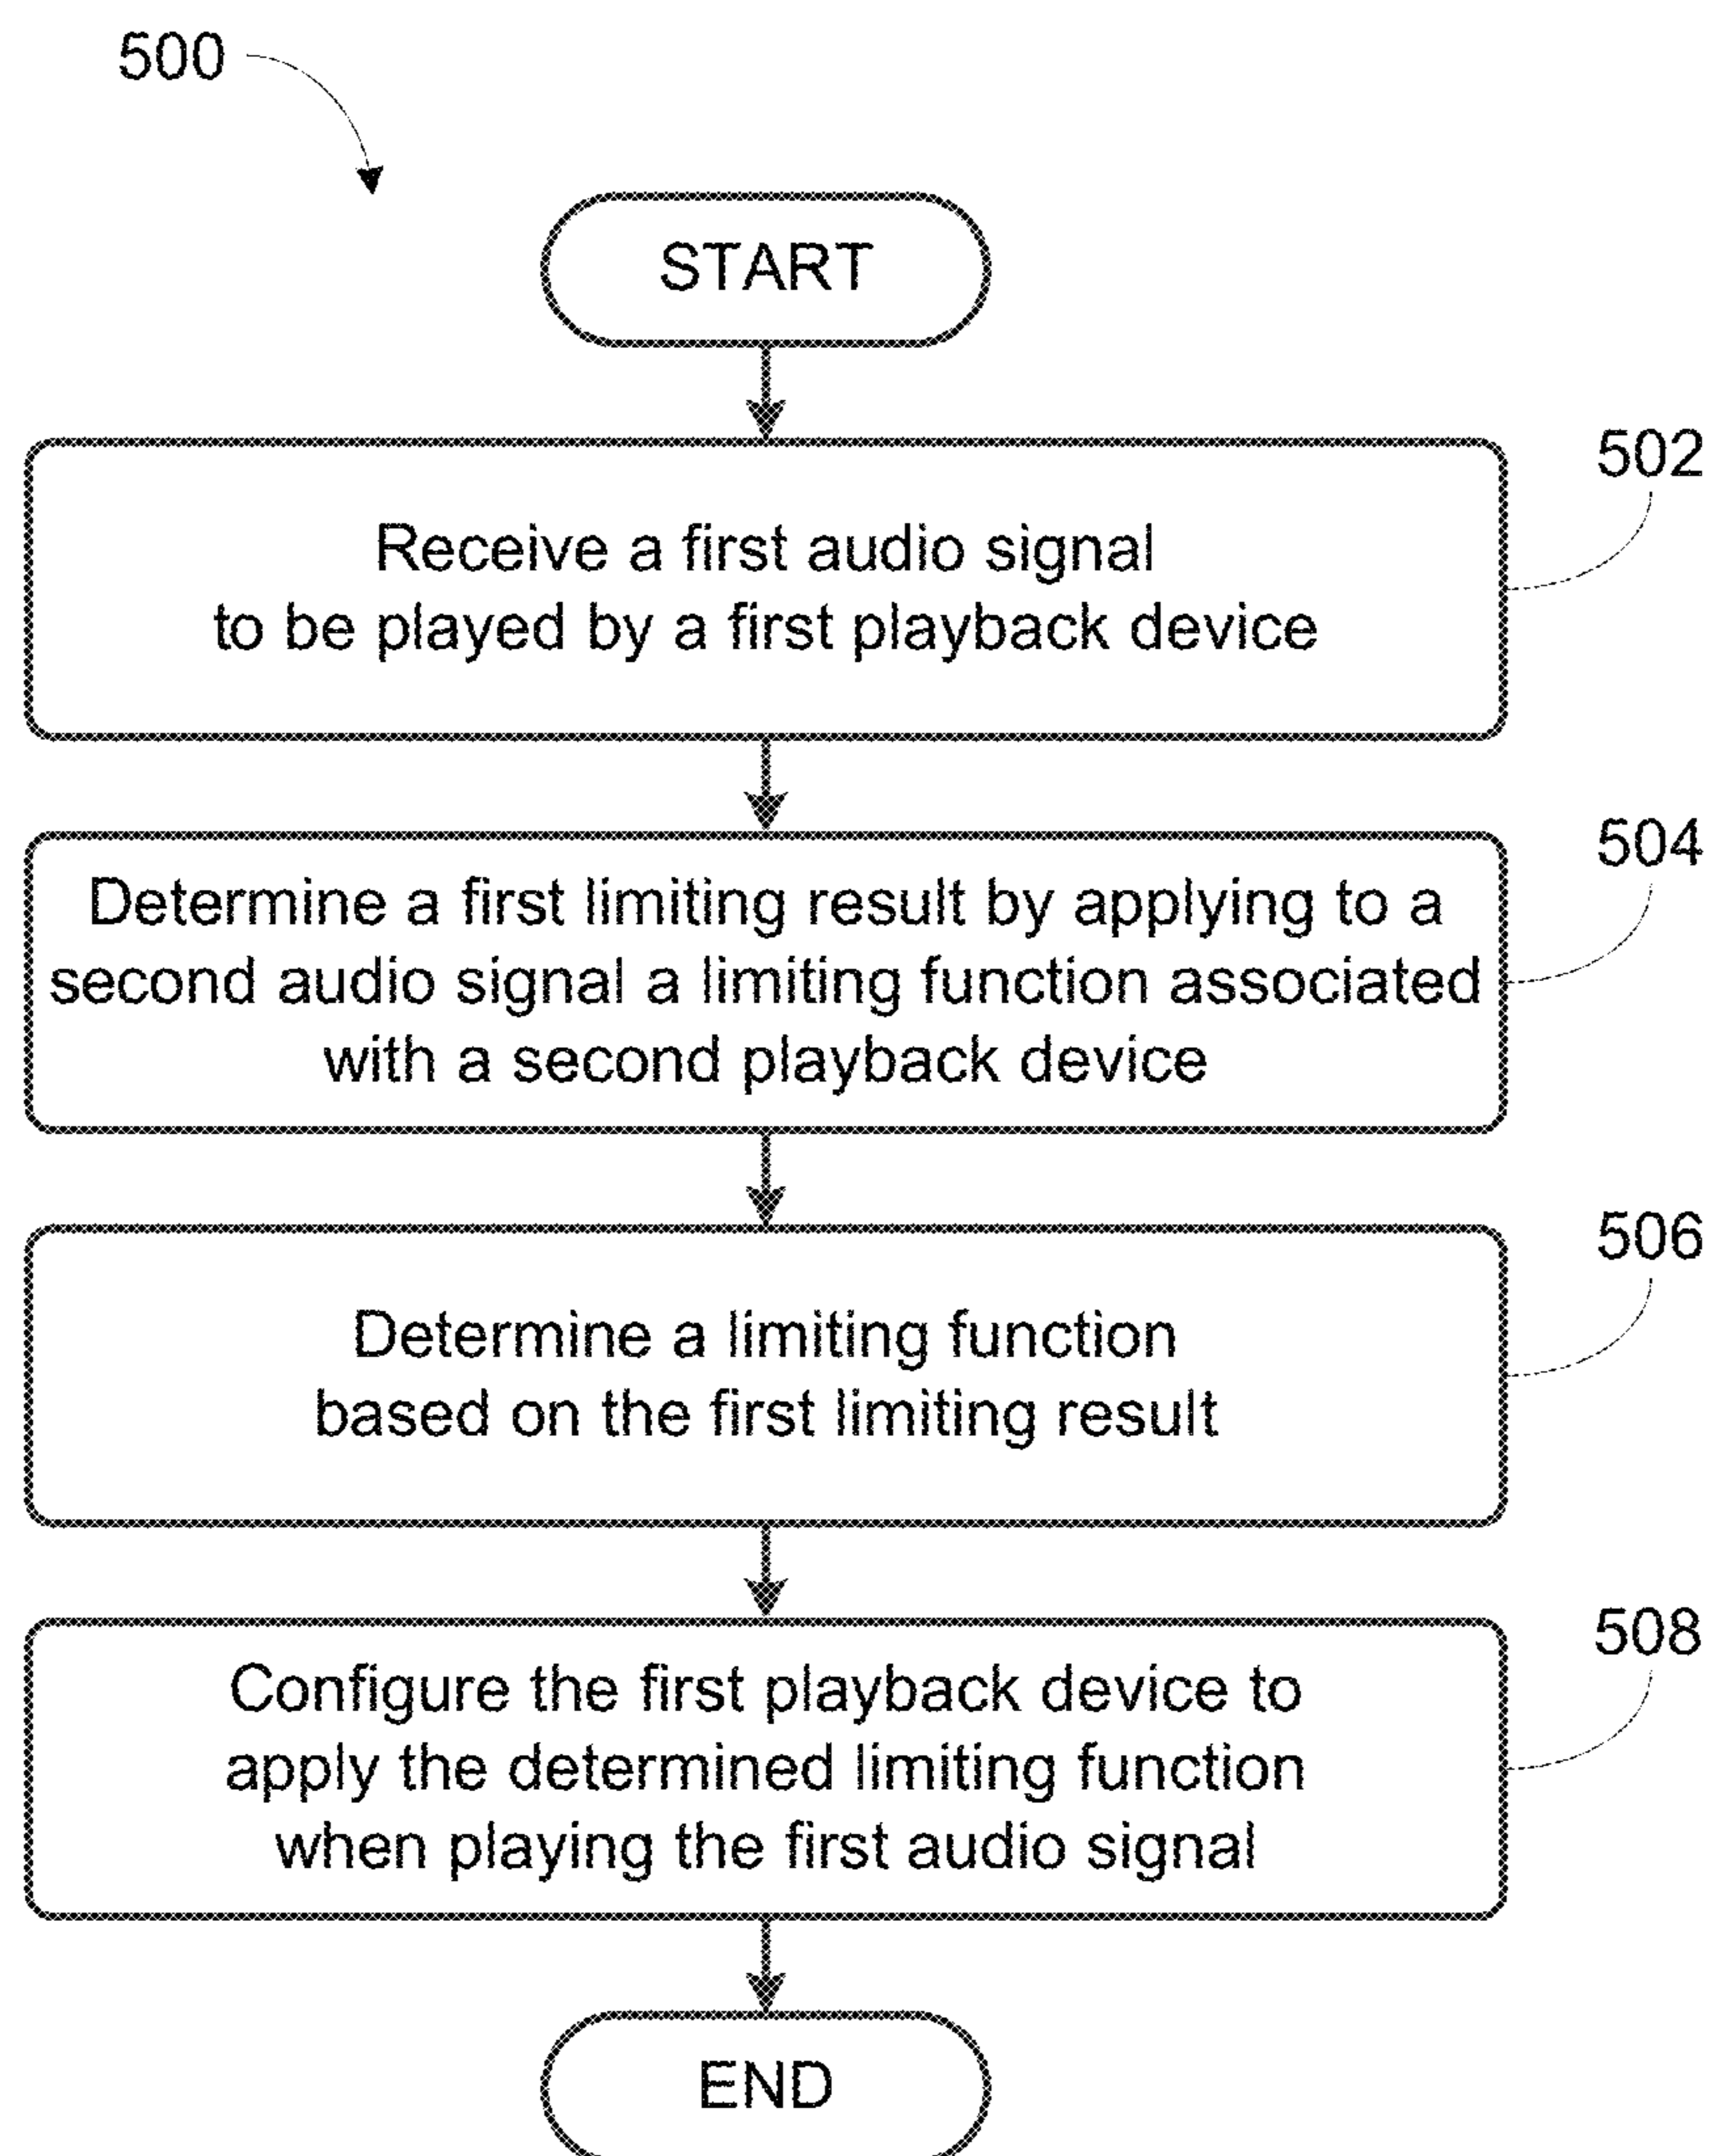 500
START
502
Receive a first audio signal
to be played by a first playback device
504
Determine a first limiting result by applying to a
second audio signal a limiting function associated
with a second playback device
506
Determine a limiting function
based on the first limiting result
508
Configure the first playback device to
apply the determined limiting function
when playing the first audio signal
END